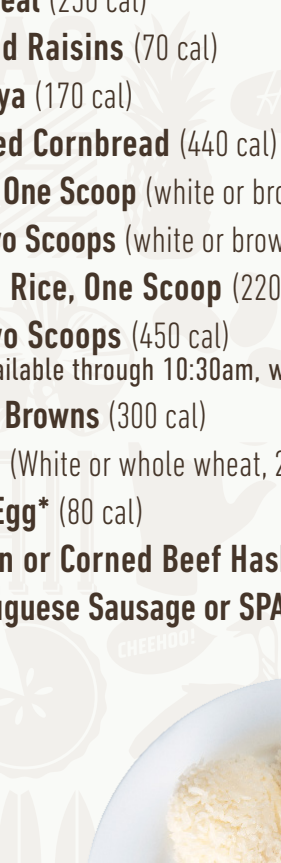 eal (250 cal)
d Raisins (70 cal)
ya (170 cal)
ed Cornbread (440 cal)
One Scoop (white or bro
o Scoops (white or brow
Rice, One Scoop (220
o Scoops (450 cal)
ailable through 10:30am, w
Browns (300 cal)
(White or whole wheat, 2
Egg* (80 cal)
n or Corned Beef Has
uguese Sausage or SPA
CHEEHOO!